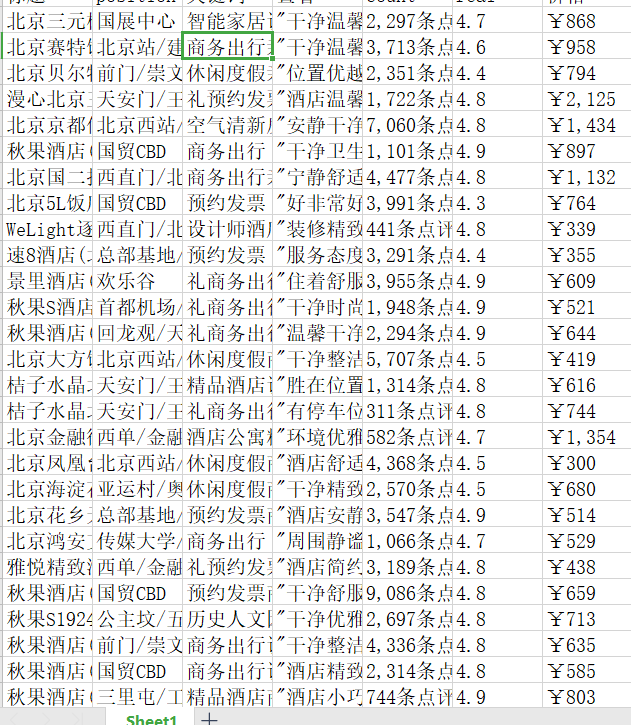 position count
北京三元 国展中心 智能家居 "干净温 2,297条点 4.7 ￥868
北京赛特 北京站/建 商务出行 "干净温 3,713条点 4.6 ￥958
北京贝尔 前门/崇文 休闲度假 "位置优越 2,351条点 4.4 ￥794
漫心北京 天安门/王 礼预约发票 "酒店温馨 1,722条点 4.8 ￥2,125
北京京都 北京西站/ 空气清新 "安静干净 7,060条点 4.8 ￥1,434
秋果酒店( 国贸CBD 商务出行 "干净卫生 1,101条点 4.9 ￥897
北京国二 西直门/北 商务出行 "宁静舒适 4,477条点 4.8 ￥1,132
北京5L饭 国贸CBD 预约发票 "好非常好 3,991条点 4.3 ￥764
WeLight逐 西直门/北 设计师酒 "装修精致 441条点评 4.8 ￥339
速8酒店( 总部基地/ 预约发票 "服务态度 3,291条点 4.4 ￥355
景里酒店( 欢乐谷 礼商务出行 "住着舒服 3,955条点 4.9 ￥609
秋果S酒店 首都机场/ 礼商务出行 "干净时尚 1,948条点 4.9 ￥521
秋果酒店( 回龙观/天 礼商务出行 "温馨干净 2,294条点 4.9 ￥644
北京大方 北京西站/ 休闲度假商 "干净整洁 5,707条点 4.5 ￥419
桔子水晶 天安门/王 精品酒店 "胜在位置 1,314条点 4.8 ￥616
桔子水晶 天安门/王 礼商务出行 "有停车位 311条点评 4.8 ￥744
北京金融街 西单/金融 酒店公寓精 "环境优雅 582条点评 4.7 ￥1,354
北京凤凰台 北京西站/ 休闲度假商 "酒店舒适 4,368条点 4.5 ￥300
北京海淀 亚运村/奥 休闲度假商 "干净精致 2,570条点 4.5 ￥680
北京花乡 总部基地/ 预约发票商 "酒店安静 3,547条点 4.9 ￥514
北京鸿安 传媒大学/ 商务出行 "周围静谧 1,066条点 4.7 ￥529
雅悦精致酒 西单/金融 礼预约发票 "酒店简约 3,189条点 4.8 ￥438
秋果酒店( 国贸CBD 预约发票商 "干净舒服 9,086条点 4.8 ￥659
秋果S1924 公主坟/五 历史人文 "干净优雅 2,697条点 4.8 ￥713
秋果酒店( 前门/崇文 商务出行 "干净整洁 4,336条点 4.8 ￥635
秋果酒店( 国贸CBD 商务出行 "酒店精致 2,314条点 4.8 ￥585
秋果酒店( 三里屯/工 精品酒店商 "酒店小巧 744条点评 4.9 ￥803
Sheet1